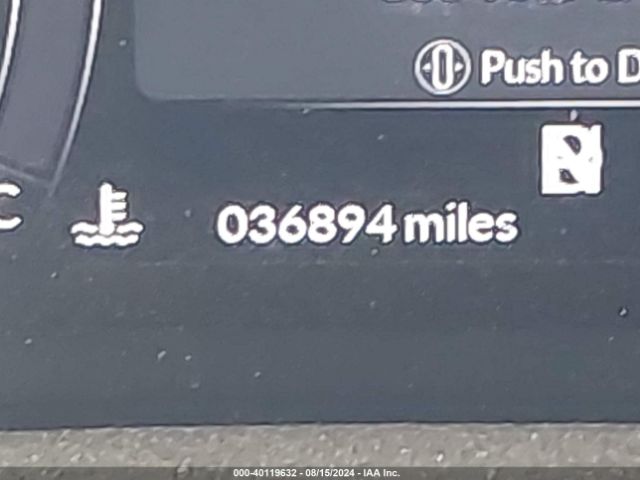 Push to D
C
036894 miles
000-40119632 - 08/15/2024 - IAA Inc.